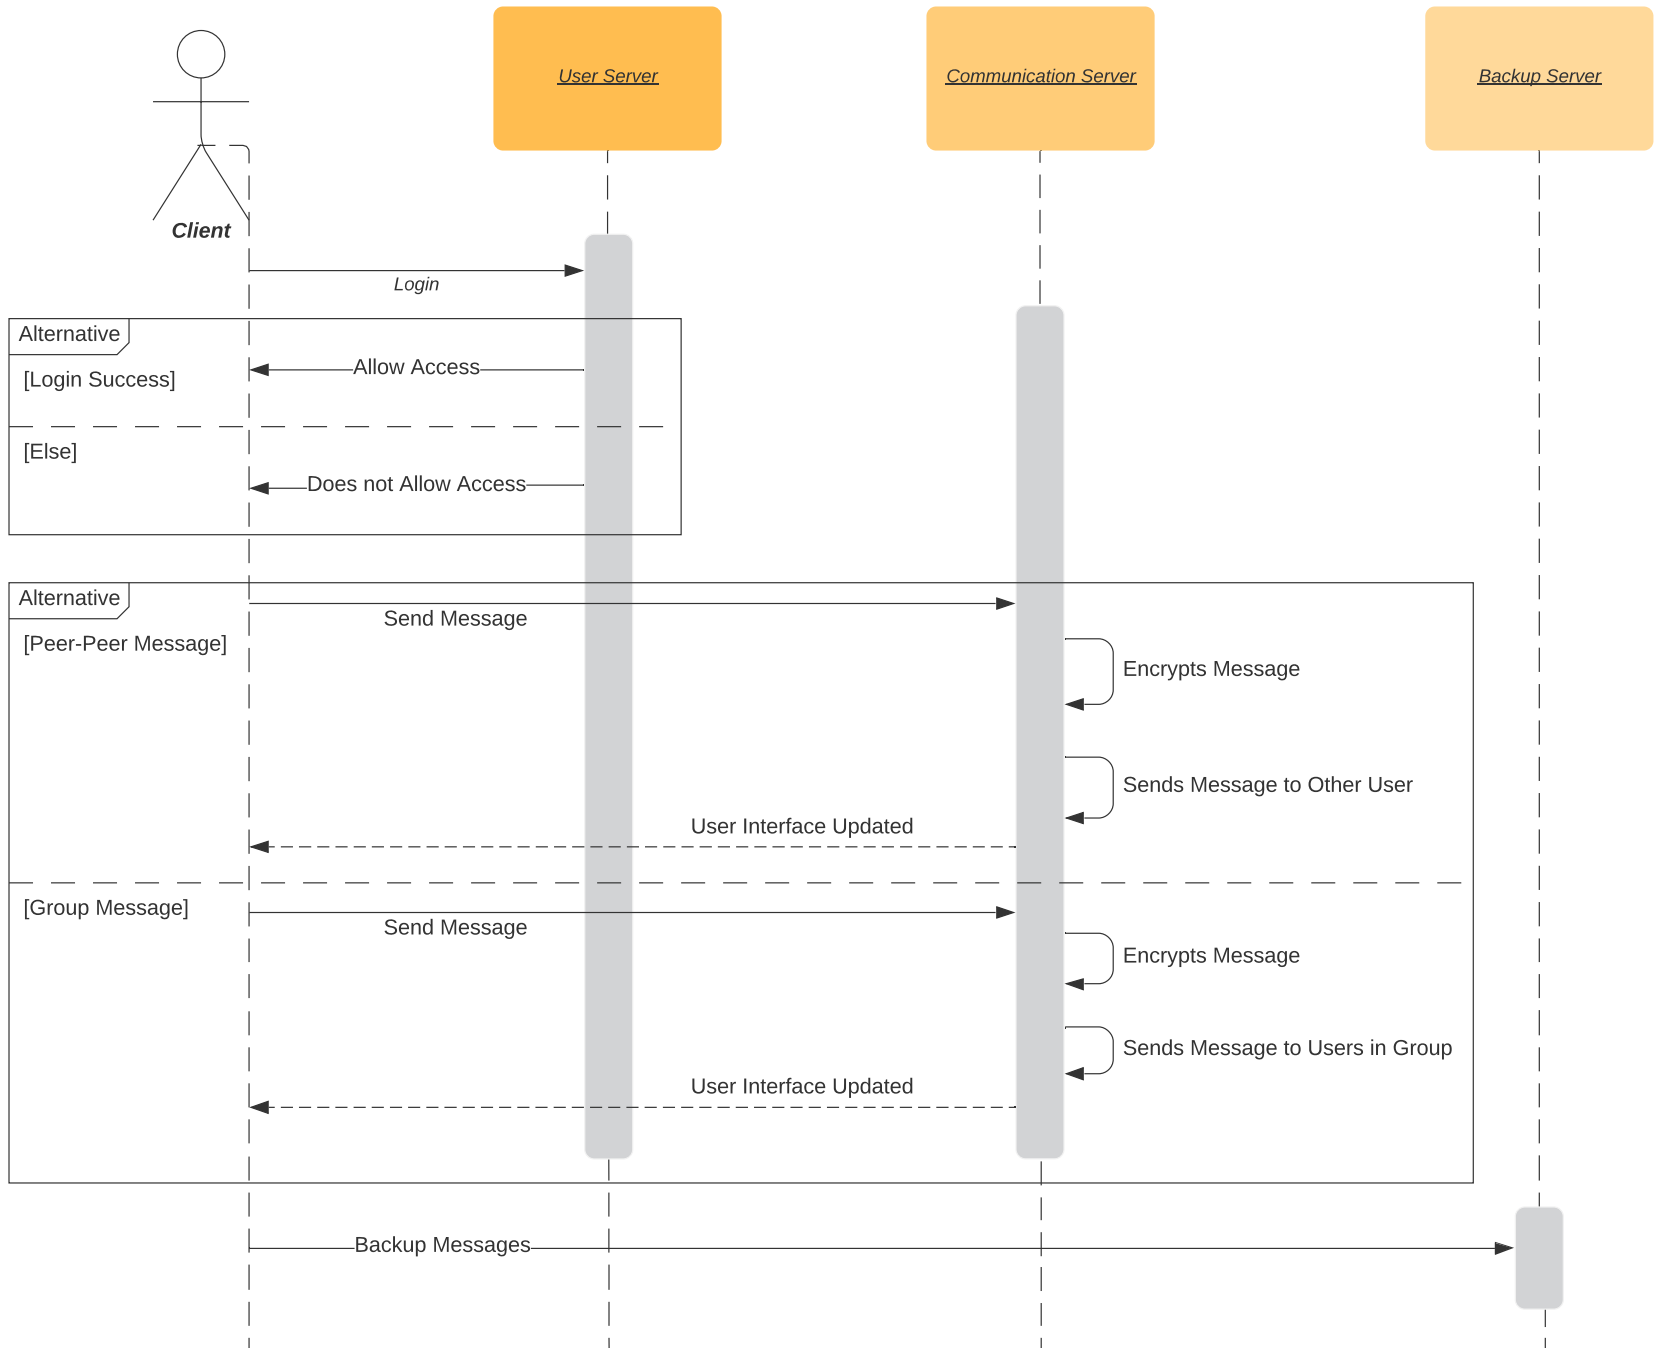 User Server
Communication Server
Backup Server
Client
Login
Alternative
Allow Access
[Login Success]
[Else]
Does not Allow Access
Alternative
Send Message
[Peer-Peer Message]
Encrypts Message
Sends Message to Other User
User Interface Updated
[Group Message]
Send Message
Encrypts Message
Sends Message to Users in Group
User Interface Updated
Backup Messages